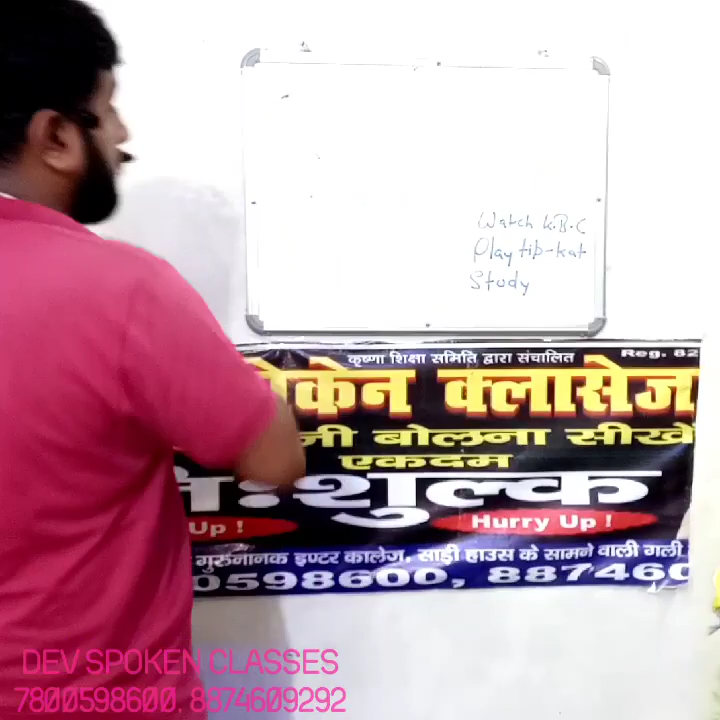 Watch K.B.C
Play tip-kat
Study
कृष्णा शिक्षा समिति द्वारा संचालित
Reg. 82
क्लासेज
बोलना सीखें
एकदम
शुल्क
Up !
Hurry Up !
गुरुनानक इण्टर कालेज, साड़ी हाउस के सामने वाली गली
0598600, 887460
DEV SPOKEN CLASSES
7800598600, 8874609292